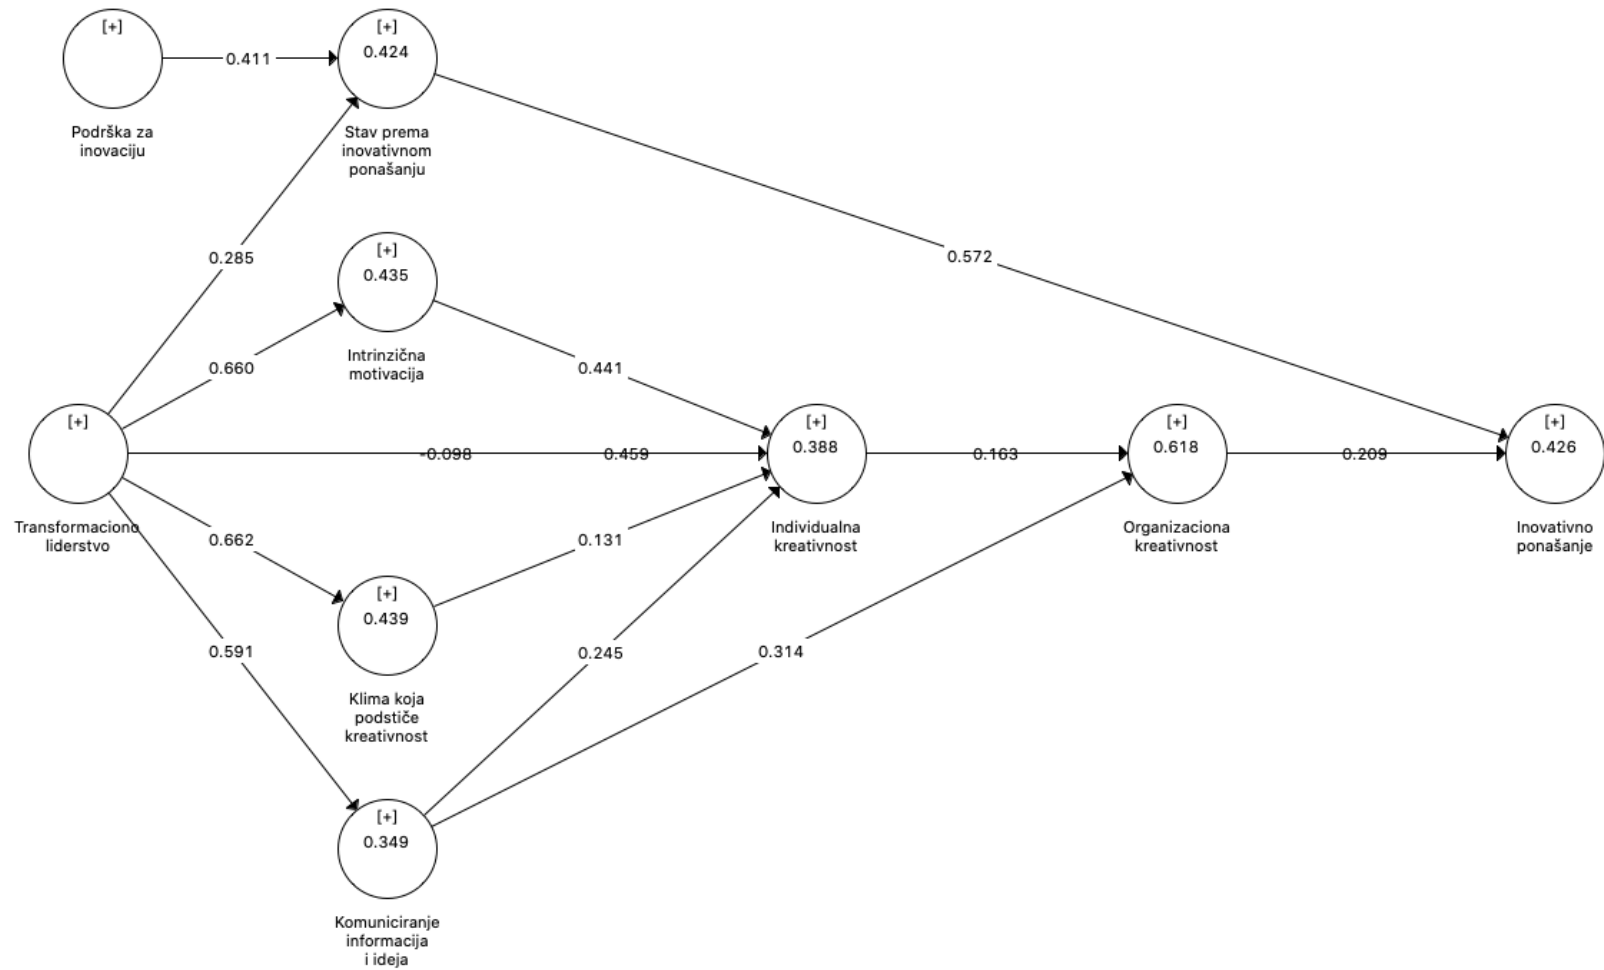 [+]
0.411
[+]
0.424
Podrška za
inovaciju
Stav prema
inovativnom
ponašanju
0.285
0.572
[+]
0.435
Intrinzična
motivacija
0.660
0.441
[+]
Transformaciono
liderstvo
-0.098
0.459
[+]
0.388
Individualna
kreativnost
0.163
[+]
0.618
Organizaciona
kreativnost
0.209
[+]
0.426
Inovativno
ponašanje
0.662
0.131
[+]
0.439
Klima koja
podstiče
kreativnost
0.591
0.245
0.314
[+]
0.349
Komuniciranje
informacija
i ideja